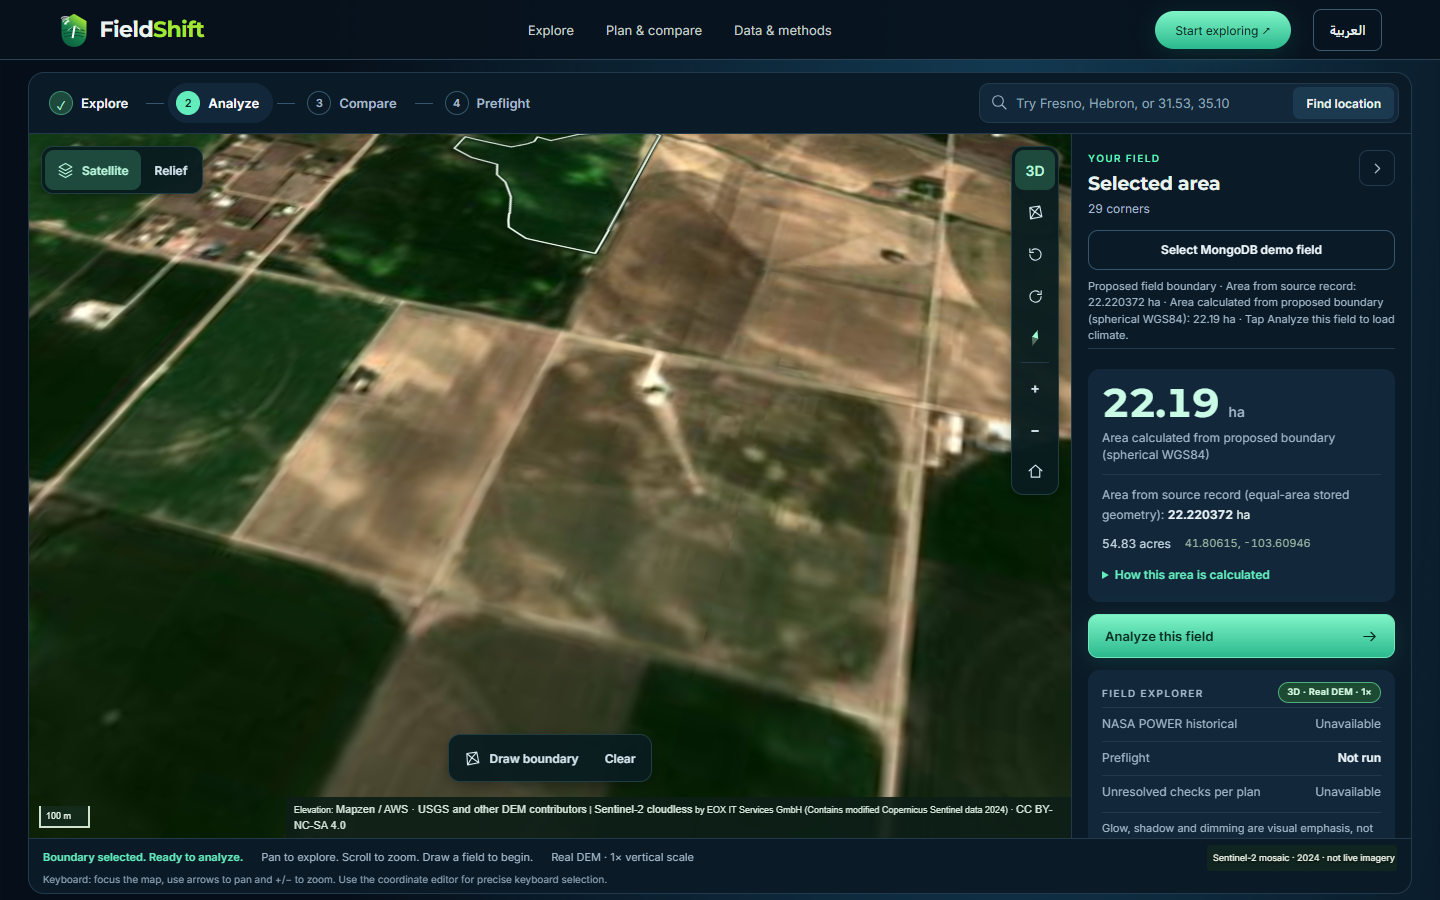 FieldShift
Explore
Plan & compare
Data & methods
Start exploring ↗
العربية
✓ Explore
2 Analyze
3 Compare
4 Preflight
Try Fresno, Hebron, or 31.53, 35.10
Find location
Satellite
Relief
3D
+
−
Draw boundary
Clear
100 m
Elevation: Mapzen / AWS · USGS and other DEM contributors | Sentinel-2 cloudless by EOX IT Services GmbH (Contains modified Copernicus Sentinel data 2024) · CC BY-
NC-SA 4.0
YOUR FIELD
Selected area
29 corners
Select MongoDB demo field
Proposed field boundary · Area from source record:
22.220372 ha · Area calculated from proposed boundary
(spherical WGS84): 22.19 ha · Tap Analyze this field to load
climate.
22.19 ha
Area calculated from proposed boundary
(spherical WGS84)
Area from source record (equal-area stored
geometry): 22.220372 ha
54.83 acres 41.80615, -103.60946
How this area is calculated
Analyze this field →
FIELD EXPLORER
3D · Real DEM · 1×
NASA POWER historical Unavailable
Preflight Not run
Unresolved checks per plan Unavailable
Glow, shadow and dimming are visual emphasis, not
Boundary selected. Ready to analyze.
Pan to explore. Scroll to zoom. Draw a field to begin.
Real DEM · 1× vertical scale
Sentinel-2 mosaic · 2024 · not live imagery
Keyboard: focus the map, use arrows to pan and +/− to zoom. Use the coordinate editor for precise keyboard selection.